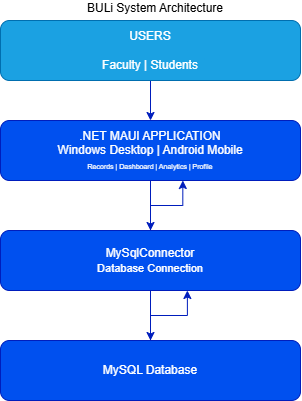 BULi System Architecture
USERS
Faculty | Students
.NET MAUI APPLICATION
Windows Desktop | Android Mobile
Records | Dashboard | Analytics | Profile
MySqlConnector
Database Connection
MySQL Database